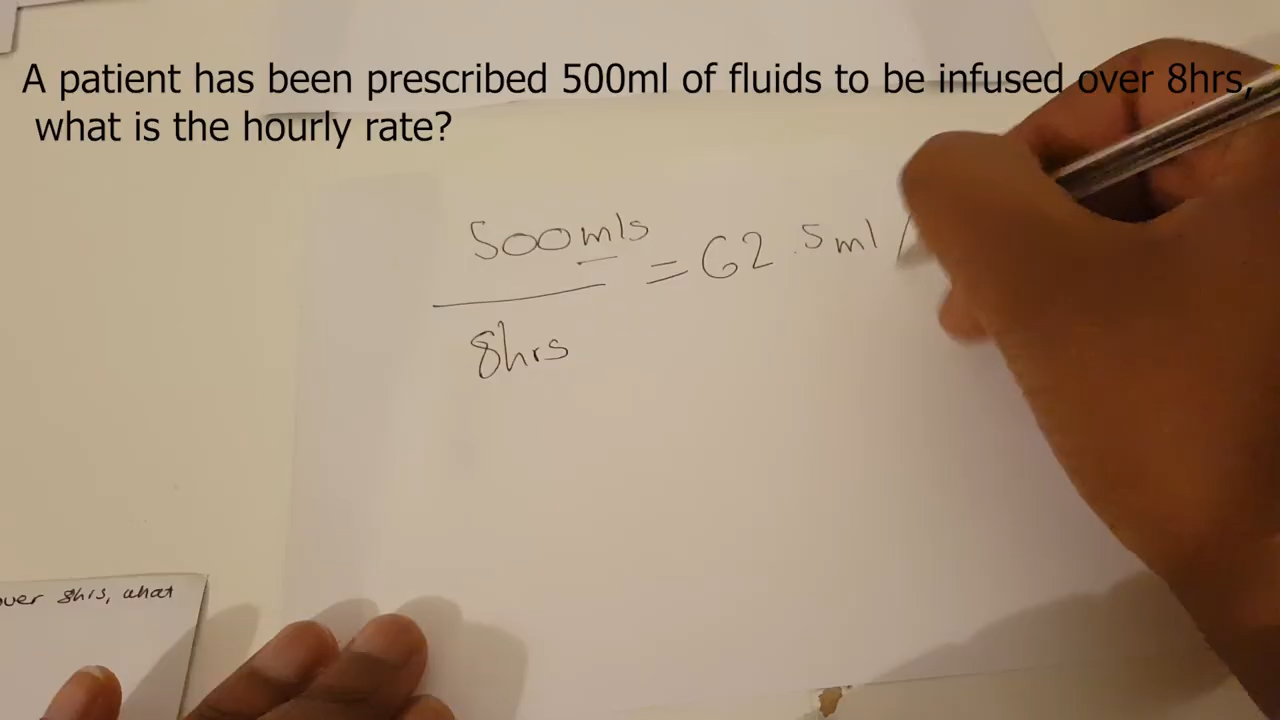 A patient has been prescribed 500ml of fluids to be infused over 8hrs,
what is the hourly rate?
500mls
= 62.5ml/
8hrs
over 8hrs, what